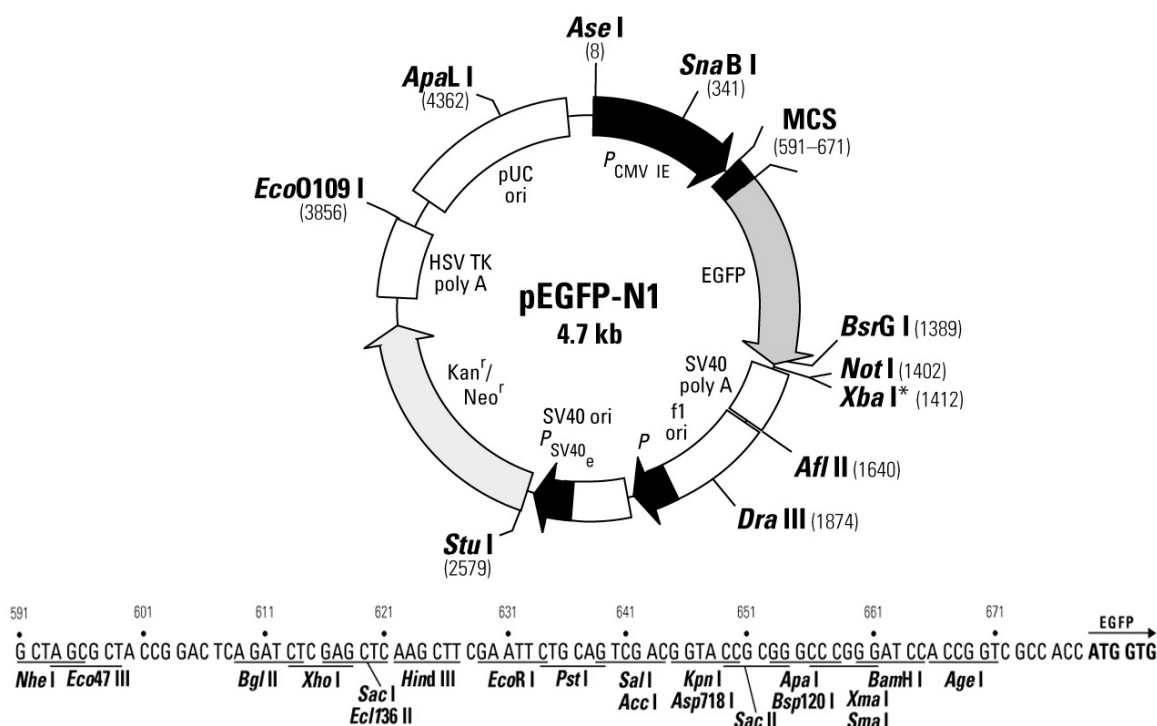 Ase I
(8)
SnaB I
(341)
ApaL I
(4362)
MCS
(591–671)
PCMV IE
pUC
ori
EcoO109 I
(3856)
HSV TK
poly A
EGFP
pEGFP-N1
4.7 kb
BsrG I (1389)
Not I (1402)
Xba I* (1412)
SV40
poly A
Kanr/
Neor
f1
ori
SV40 ori
PSV40e
P
Afl II (1640)
Dra III (1874)
Stu I
(2579)
591 601 611 621 631 641 651 661 671 EGFP
G CTA GCG CTA CCG GAC TCA GAT CTC GAG CTC AAG CTT CGA ATT CTG CAG TCG ACG GTA CCG CGG GCC CGG GAT CCA CCG GTC GCC ACC ATG GTG
Nhe I Eco47 III Bgl II Xho I Hind III EcoR I Pst I Sal I Kpn I Apa I BamH I Age I
Sac I Acc I Asp718 I Bsp120 I Xma I
Ecl136 II Sac II Sma I